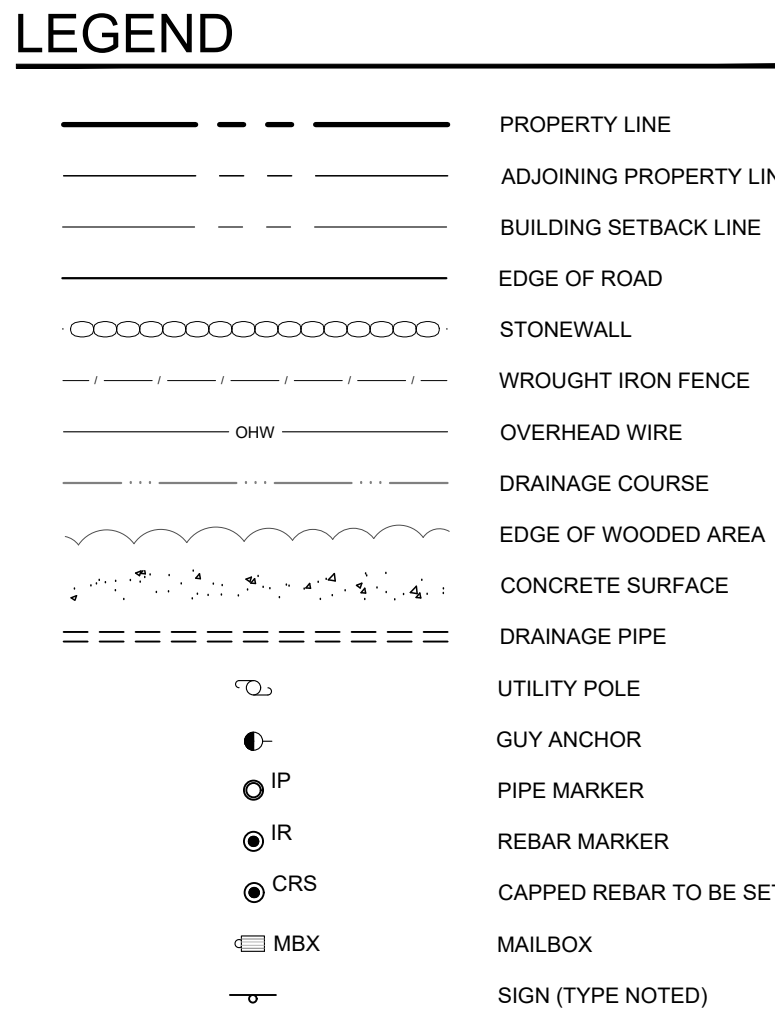 LEGEND
PROPERTY LINE
ADJOINING PROPERTY LIN
BUILDING SETBACK LINE
EDGE OF ROAD
STONEWALL
WROUGHT IRON FENCE
OHW OVERHEAD WIRE
DRAINAGE COURSE
EDGE OF WOODED AREA
CONCRETE SURFACE
DRAINAGE PIPE
UTILITY POLE
GUY ANCHOR
IP PIPE MARKER
IR REBAR MARKER
CRS CAPPED REBAR TO BE SET
MBX MAILBOX
SIGN (TYPE NOTED)